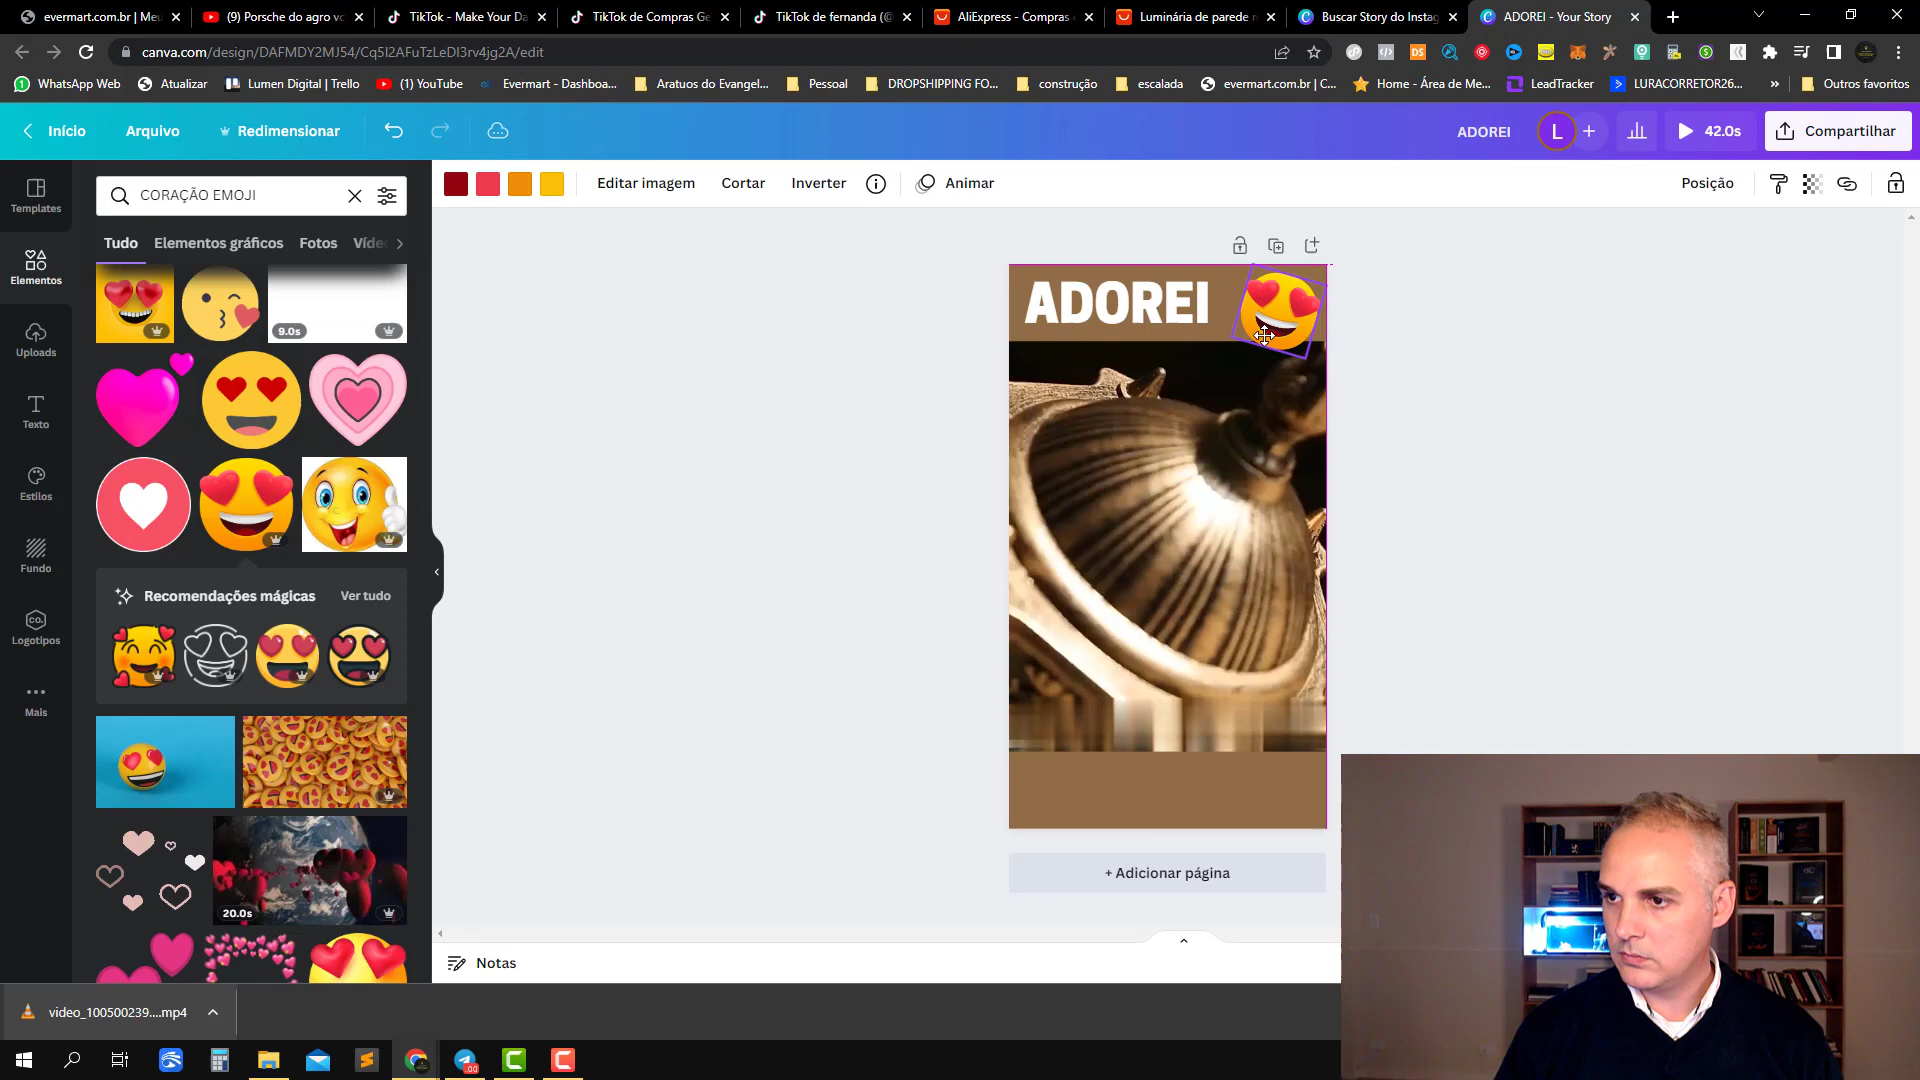 evermart.com.br | Meu
(9) Porsche do agro vo
TikTok - Make Your Da
TikTok de Compras Ge
TikTok de fernanda (@
AliExpress - Compras
Luminária de parede r
Buscar Story do Instag
ADOREI - Your Story
canva.com/design/DAFMDY2MJ54/Cq5I2AFuTzLeDI3rv4jg2A/edit
WhatsApp Web
Atualizar
Lumen Digital | Trello
(1) YouTube
Evermart - Dashboa...
Aratuos do Evangel...
Pessoal
DROPSHIPPING FO...
construção
escalada
evermart.com.br | C...
Home - Área de Me...
LeadTracker
LURACORRETOR26...
Outros favoritos
Início
Arquivo
Redimensionar
ADOREI
L
42.0s
Compartilhar
Templates
Elementos
Uploads
Texto
Estilos
Fundo
Logotipos
Mais
CORAÇÃO EMOJI
Tudo
Elementos gráficos
Fotos
Víde
9.0s
Recomendações mágicas
Ver tudo
20.0s
Editar imagem
Cortar
Inverter
Animar
Posição
ADOREI
+ Adicionar página
Notas
video_100500239....mp4